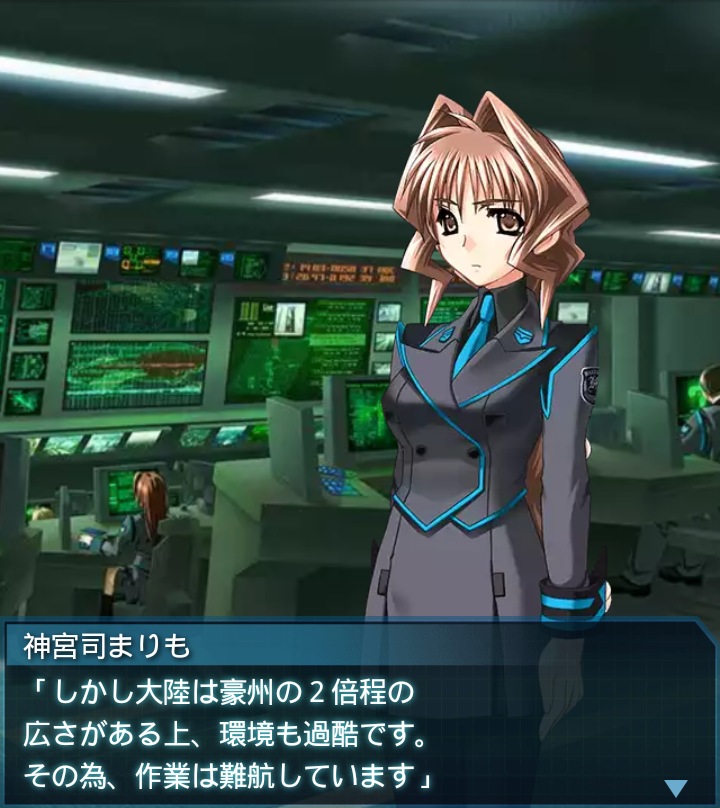 神宮司まりも
「しかし大陸は豪州の２倍程の
広さがある上、環境も過酷です。
その為、作業は難航しています」